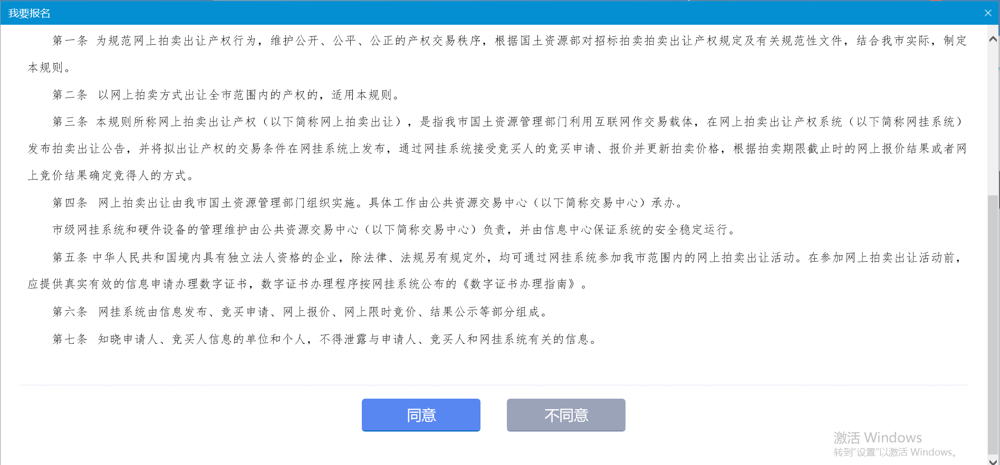 我要报名
第一条 为规范网上拍卖出让产权行为，维护公开、公平、公正的产权交易秩序，根据国土资源部对招标拍卖拍卖出让产权规定及有关规范性文件，结合我市实际，制定
本规则。
第二条 以网上拍卖方式出让全市范围内的产权的，适用本规则。
第三条 本规则所称网上拍卖出让产权（以下简称网上拍卖出让），是指我市国土资源管理部门利用互联网作交易载体，在网上拍卖出让产权系统（以下简称网挂系统）
发布拍卖出让公告，并将拟出让产权的交易条件在网挂系统上发布，通过网挂系统接受竞买人的竞买申请、报价并更新拍卖价格，根据拍卖期限截止时的网上报价结果或者网
上竞价结果确定竞得人的方式。
第四条 网上拍卖出让由我市国土资源管理部门组织实施。具体工作由公共资源交易中心（以下简称交易中心）承办。
市级网挂系统和硬件设备的管理维护由公共资源交易中心（以下简称交易中心）负责，并由信息中心保证系统的安全稳定运行。
第五条 中华人民共和国境内具有独立法人资格的企业，除法律、法规另有规定外，均可通过网挂系统参加我市范围内的网上拍卖出让活动。在参加网上拍卖出让活动前，
应提供真实有效的信息申请办理数字证书，数字证书办理程序按网挂系统公布的《数字证书办理指南》。
第六条 网挂系统由信息发布、竞买申请、网上报价、网上限时竞价、结果公示等部分组成。
第七条 知晓申请人、竞买人信息的单位和个人，不得泄露与申请人、竞买人和网挂系统有关的信息。
同意 不同意
激活 Windows
转到“设置”以激活 Windows。